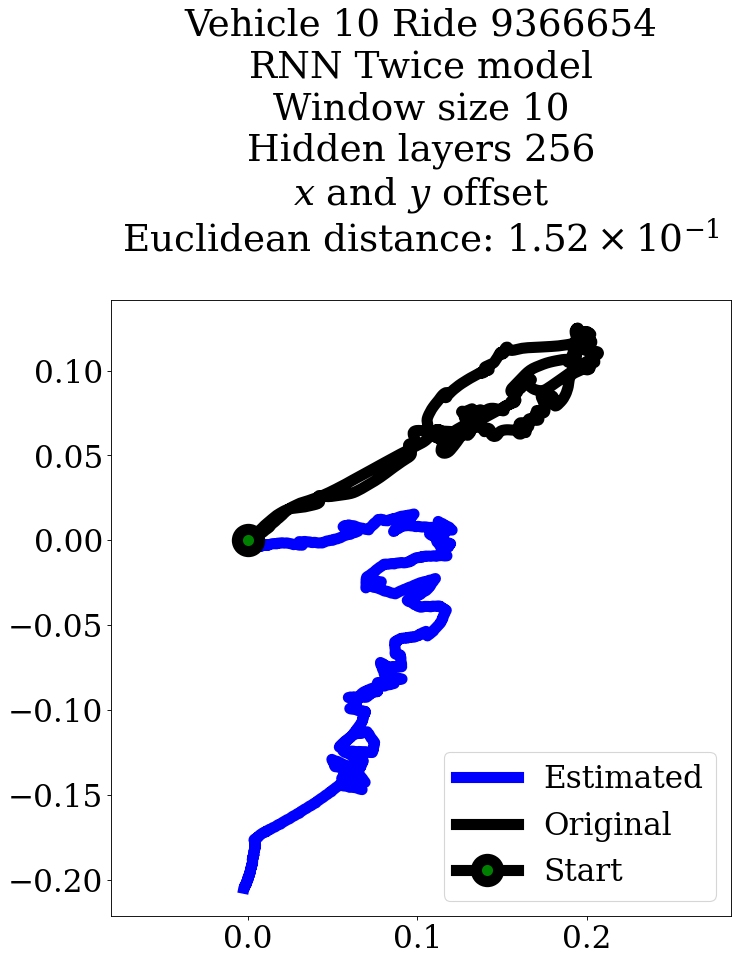 Vehicle 10 Ride 9366654
RNN Twice model
Window size 10
Hidden layers 256
x and y offset
Euclidean distance: 1.52 × 10⁻¹
0.10
0.05
0.00
−0.05
−0.10
−0.15
−0.20
Estimated
Original
Start
0.0 0.1 0.2